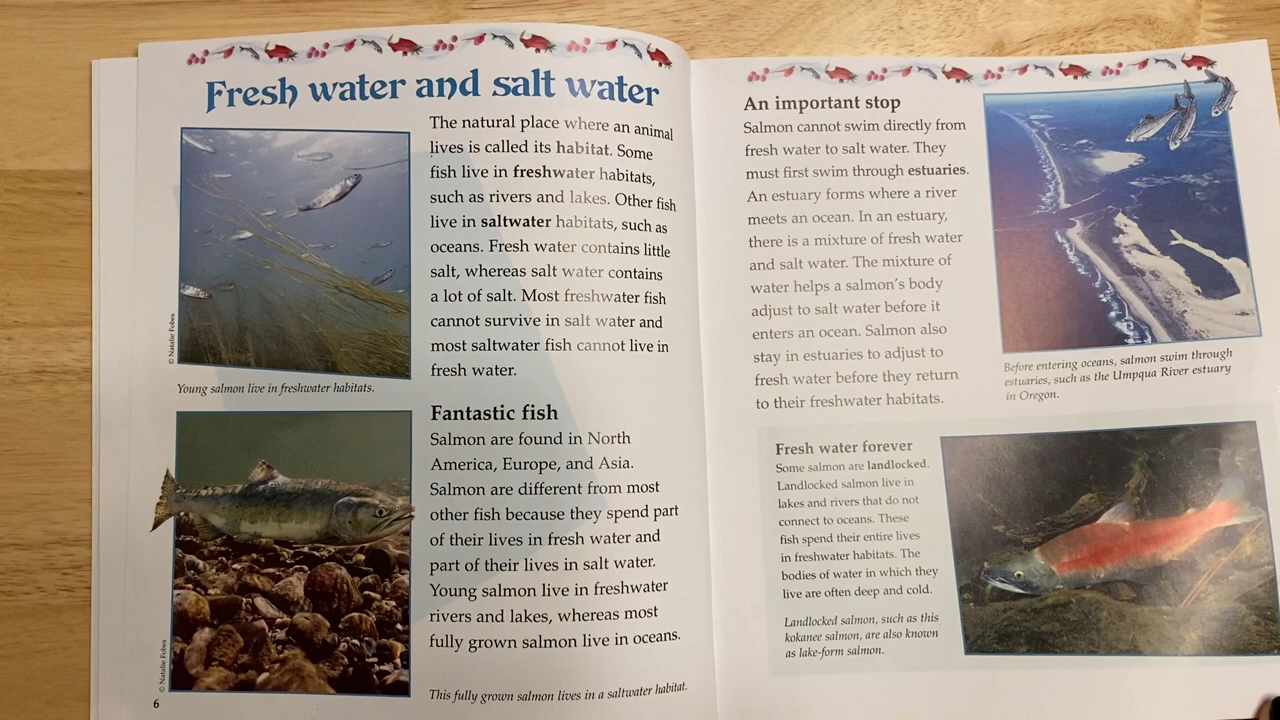 Fresh water and salt water
The natural place where an animal
lives is called its habitat. Some
fish live in freshwater habitats,
such as rivers and lakes. Other fish
live in saltwater habitats, such as
oceans. Fresh water contains little
salt, whereas salt water contains
a lot of salt. Most freshwater fish
cannot survive in salt water and
most saltwater fish cannot live in
fresh water.
© Natalie Fobes
Young salmon live in freshwater habitats.
Fantastic fish
Salmon are found in North
America, Europe, and Asia.
Salmon are different from most
other fish because they spend part
of their lives in fresh water and
part of their lives in salt water.
Young salmon live in freshwater
rivers and lakes, whereas most
fully grown salmon live in oceans.
© Natalie Fobes
This fully grown salmon lives in a saltwater habitat.
6
An important stop
Salmon cannot swim directly from
fresh water to salt water. They
must first swim through estuaries.
An estuary forms where a river
meets an ocean. In an estuary,
there is a mixture of fresh water
and salt water. The mixture of
water helps a salmon's body
adjust to salt water before it
enters an ocean. Salmon also
stay in estuaries to adjust to
fresh water before they return
to their freshwater habitats.
Before entering oceans, salmon swim through
estuaries, such as the Umpqua River estuary
in Oregon.
Fresh water forever
Some salmon are landlocked.
Landlocked salmon live in
lakes and rivers that do not
connect to oceans. These
fish spend their entire lives
in freshwater habitats. The
bodies of water in which they
live are often deep and cold.
Landlocked salmon, such as this
kokanee salmon, are also known
as lake-form salmon.